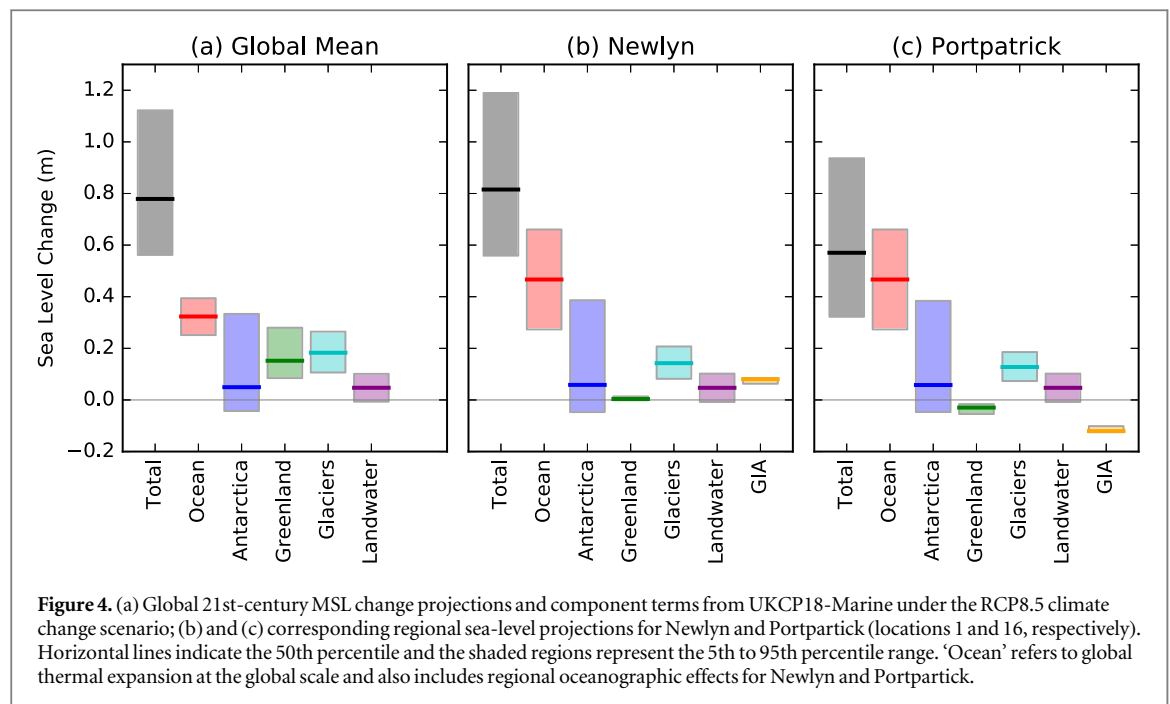 (a) Global Mean
(b) Newlyn
(c) Portpatrick
Sea Level Change (m)
1.2
1.0
0.8
0.6
0.4
0.2
0.0
−0.2
Total
Ocean
Antarctica
Greenland
Glaciers
Landwater
Total
Ocean
Antarctica
Greenland
Glaciers
Landwater
GIA
Total
Ocean
Antarctica
Greenland
Glaciers
Landwater
GIA
Figure 4. (a) Global 21st-century MSL change projections and component terms from UKCP18-Marine under the RCP8.5 climate
change scenario; (b) and (c) corresponding regional sea-level projections for Newlyn and Portpartick (locations 1 and 16, respectively).
Horizontal lines indicate the 50th percentile and the shaded regions represent the 5th to 95th percentile range. ‘Ocean’ refers to global
thermal expansion at the global scale and also includes regional oceanographic effects for Newlyn and Portpartick.